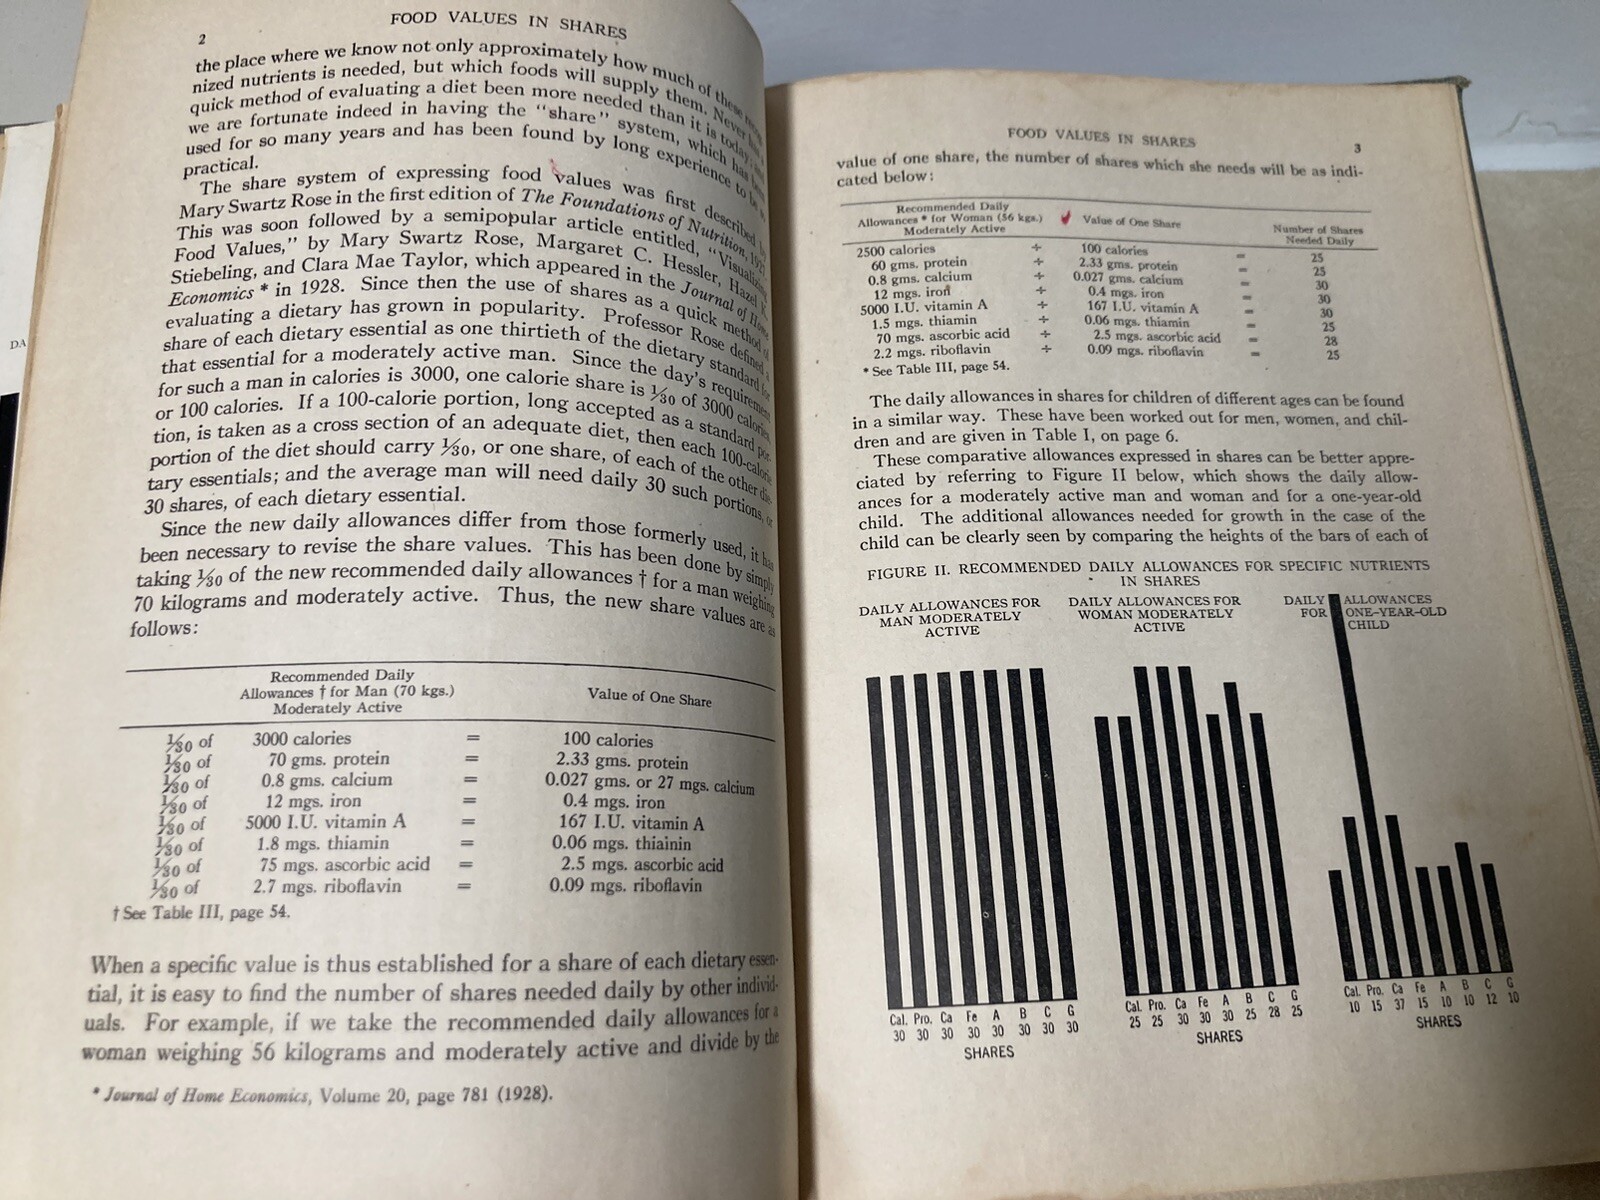 DA
2
FOOD VALUES IN SHARES
the place where we know not only approximately how much of these recog-
nized nutrients is needed, but which foods will supply them. Never has a
quick method of evaluating a diet been more needed than it is today; and
we are fortunate indeed in having the "share" system, which has been
used for so many years and has been found by long experience to be so
practical.
The share system of expressing food values was first described by
Mary Swartz Rose in the first edition of The Foundations of Nutrition, 1927.
This was soon followed by a semipopular article entitled, "Visualizing
Food Values," by Mary Swartz Rose, Margaret C. Hessler, Hazel K.
Stiebeling, and Clara Mae Taylor, which appeared in the Journal of Home
Economics * in 1928. Since then the use of shares as a quick method of
evaluating a dietary has grown in popularity. Professor Rose defined a
share of each dietary essential as one thirtieth of the dietary standard for
that essential for a moderately active man. Since the day's requirement
for such a man in calories is 3000, one calorie share is 1/30 of 3000 calories,
or 100 calories. If a 100-calorie portion, long accepted as a standard por-
tion, is taken as a cross section of an adequate diet, then each 100-calorie
portion of the diet should carry 1/30, or one share, of each of the other die-
tary essentials; and the average man will need daily 30 such portions, or
30 shares, of each dietary essential.
Since the new daily allowances differ from those formerly used, it has
been necessary to revise the share values. This has been done by simply
taking 1/30 of the new recommended daily allowances † for a man weighing
70 kilograms and moderately active. Thus, the new share values are as
follows:
Recommended Daily
Allowances † for Man (70 kgs.)
Moderately Active
Value of One Share
1/30 of 3000 calories = 100 calories
1/30 of 70 gms. protein = 2.33 gms. protein
1/30 of 0.8 gms. calcium = 0.027 gms. or 27 mgs. calcium
1/30 of 12 mgs. iron = 0.4 mgs. iron
1/30 of 5000 I.U. vitamin A = 167 I.U. vitamin A
1/30 of 1.8 mgs. thiamin = 0.06 mgs. thiainin
1/30 of 75 mgs. ascorbic acid = 2.5 mgs. ascorbic acid
1/30 of 2.7 mgs. riboflavin = 0.09 mgs. riboflavin
† See Table III, page 54.
When a specific value is thus established for a share of each dietary essen-
tial, it is easy to find the number of shares needed daily by other individ-
uals. For example, if we take the recommended daily allowances for a
woman weighing 56 kilograms and moderately active and divide by the
* Journal of Home Economics, Volume 20, page 781 (1928).
FOOD VALUES IN SHARES
3
value of one share, the number of shares which she needs will be as indi-
cated below:
Recommended Daily
Allowances * for Woman (56 kgs.)
Moderately Active
Value of One Share
Number of Shares
Needed Daily
2500 calories ÷ 100 calories = 25
60 gms. protein ÷ 2.33 gms. protein = 25
0.8 gms. calcium ÷ 0.027 gms. calcium = 30
12 mgs. iron ÷ 0.4 mgs. iron = 30
5000 I.U. vitamin A ÷ 167 I.U. vitamin A = 30
1.5 mgs. thiamin ÷ 0.06 mgs. thiamin = 25
70 mgs. ascorbic acid ÷ 2.5 mgs. ascorbic acid = 28
2.2 mgs. riboflavin ÷ 0.09 mgs. riboflavin = 25
* See Table III, page 54.
The daily allowances in shares for children of different ages can be found
in a similar way. These have been worked out for men, women, and chil-
dren and are given in Table I, on page 6.
These comparative allowances expressed in shares can be better appre-
ciated by referring to Figure II below, which shows the daily allow-
ances for a moderately active man and woman and for a one-year-old
child. The additional allowances needed for growth in the case of the
child can be clearly seen by comparing the heights of the bars of each of
FIGURE II. RECOMMENDED DAILY ALLOWANCES FOR SPECIFIC NUTRIENTS
IN SHARES
DAILY ALLOWANCES FOR
MAN MODERATELY
ACTIVE
Cal. Pro. Ca Fe A B C G
30 30 30 30 30 30 30 30
SHARES
DAILY ALLOWANCES FOR
WOMAN MODERATELY
ACTIVE
Cal. Pro. Ca Fe A B C G
25 25 30 30 30 25 28 25
SHARES
DAILY ALLOWANCES
FOR ONE-YEAR-OLD
CHILD
Cal. Pro. Ca Fe A B C G
10 15 37 15 10 10 12 10
SHARES